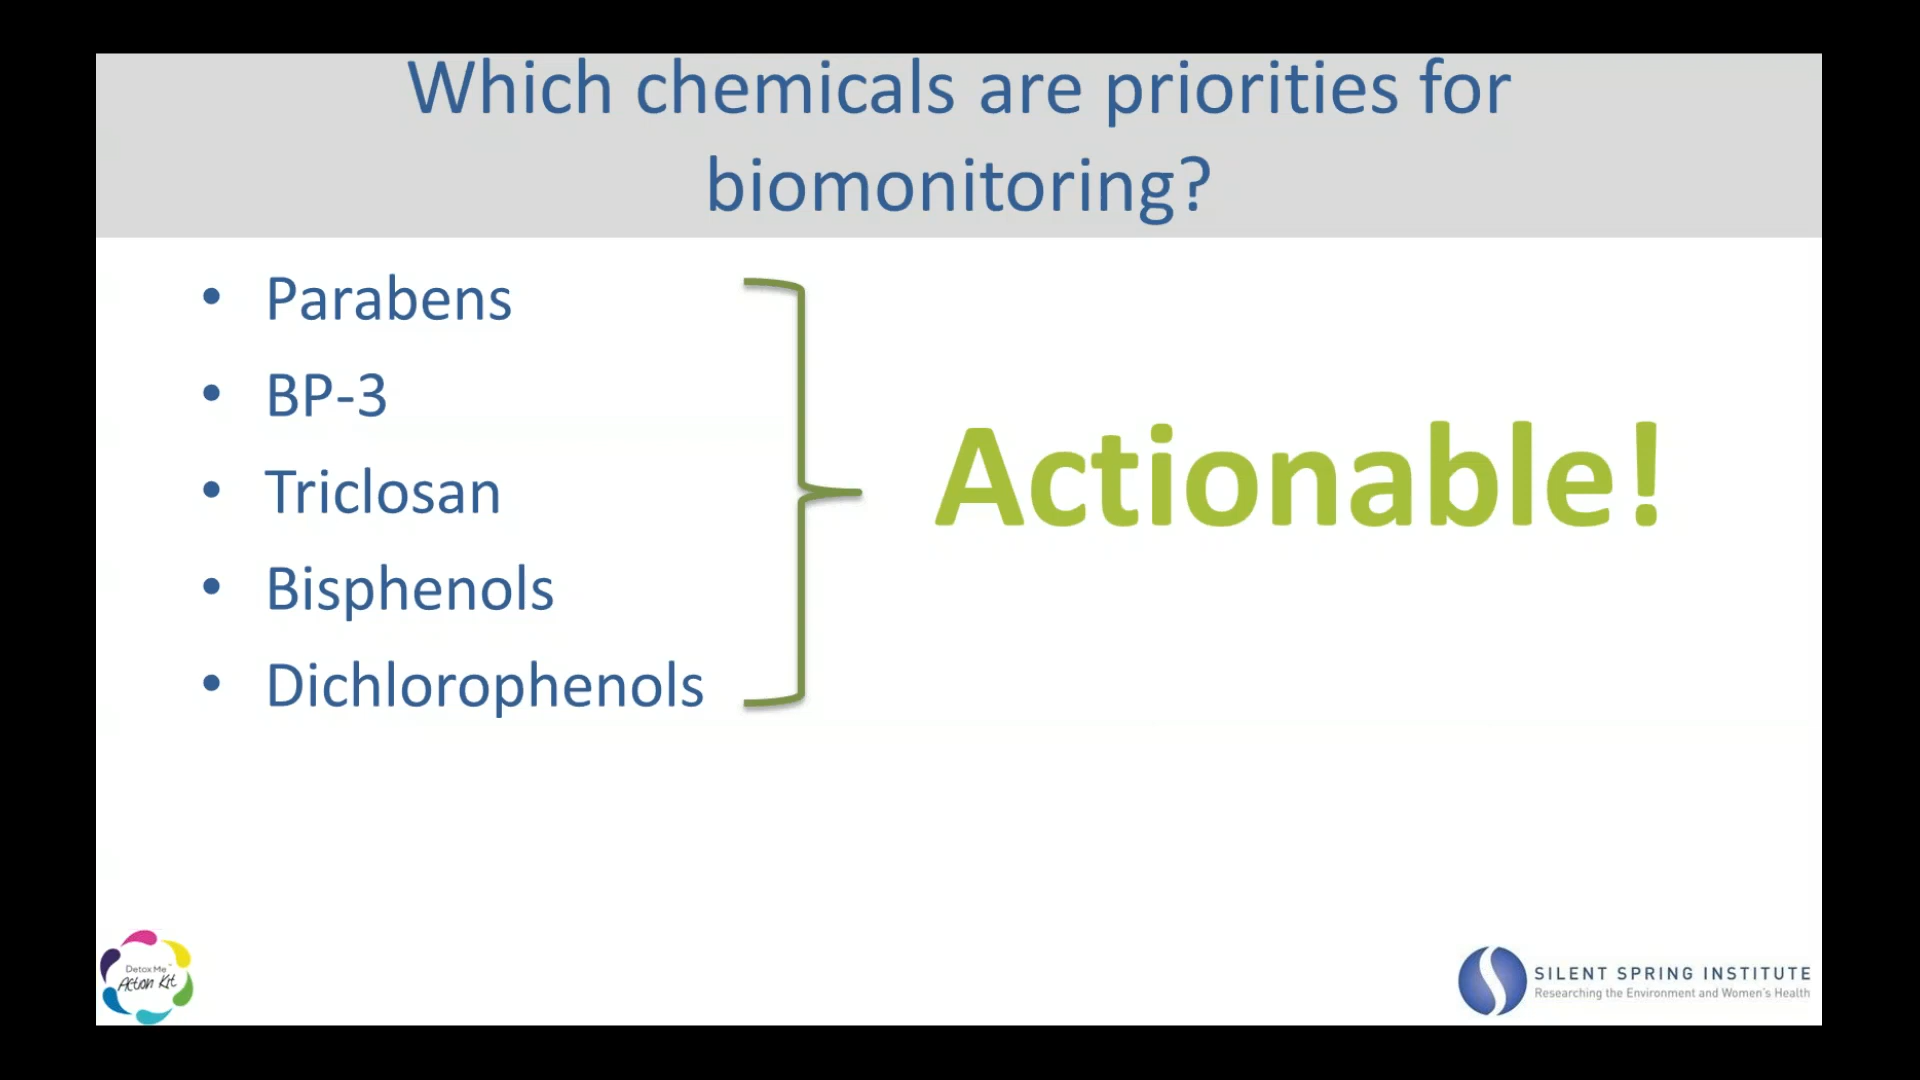 Which chemicals are priorities for
biomonitoring?
• Parabens
• BP-3
• Triclosan
• Bisphenols
• Dichlorophenols
Actionable!
Detox Me™
Action Kit
SILENT SPRING INSTITUTE
Researching the Environment and Women's Health